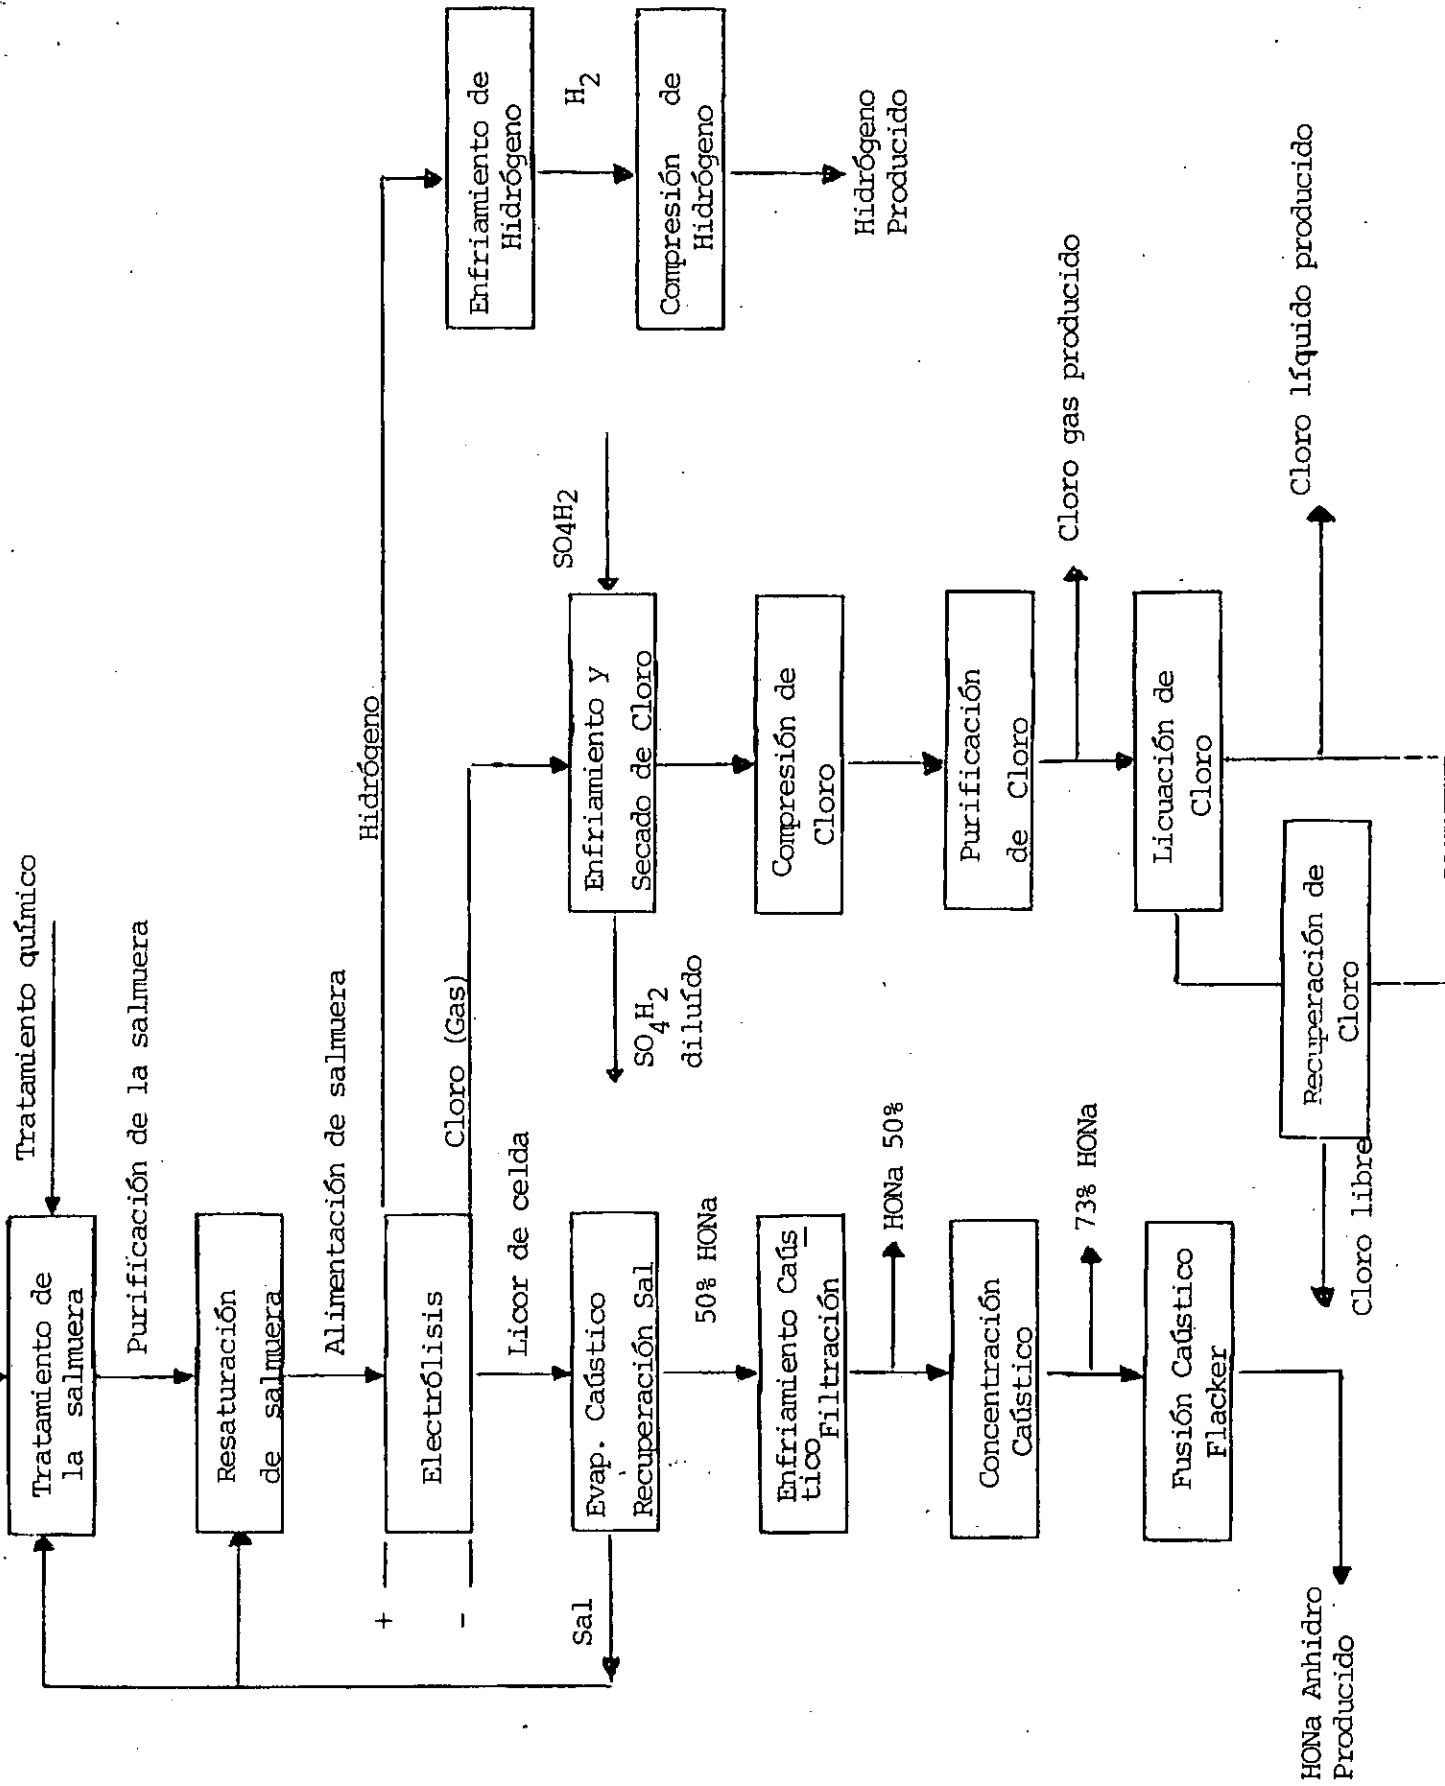 Tratamiento químico
Tratamiento de
la salmuera
Purificación de la salmuera
Resaturación
de salmuera
Alimentación de salmuera
Hidrógeno
+
-
Electrólisis
Cloro (Gas)
Licor de celda
Enfriamiento de
Hidrógeno
H2
Compresión de
Hidrógeno
Hidrógeno
Producido
Sal
Evap. Caústico
Recuperación Sal
50% HONa
SO4H2
Enfriamiento y
Secado de Cloro
SO4H2
diluído
Enfriamiento Caús
tico
Filtración
HONa 50%
Compresión de
Cloro
Concentración
Caústico
73% HONa
Purificación
de Cloro
Cloro gas producido
Fusión Caústico
Flacker
Licuación de
Cloro
Cloro líquido producido
Recuperación de
Cloro
Cloro libre
HONa Anhidro
Producido